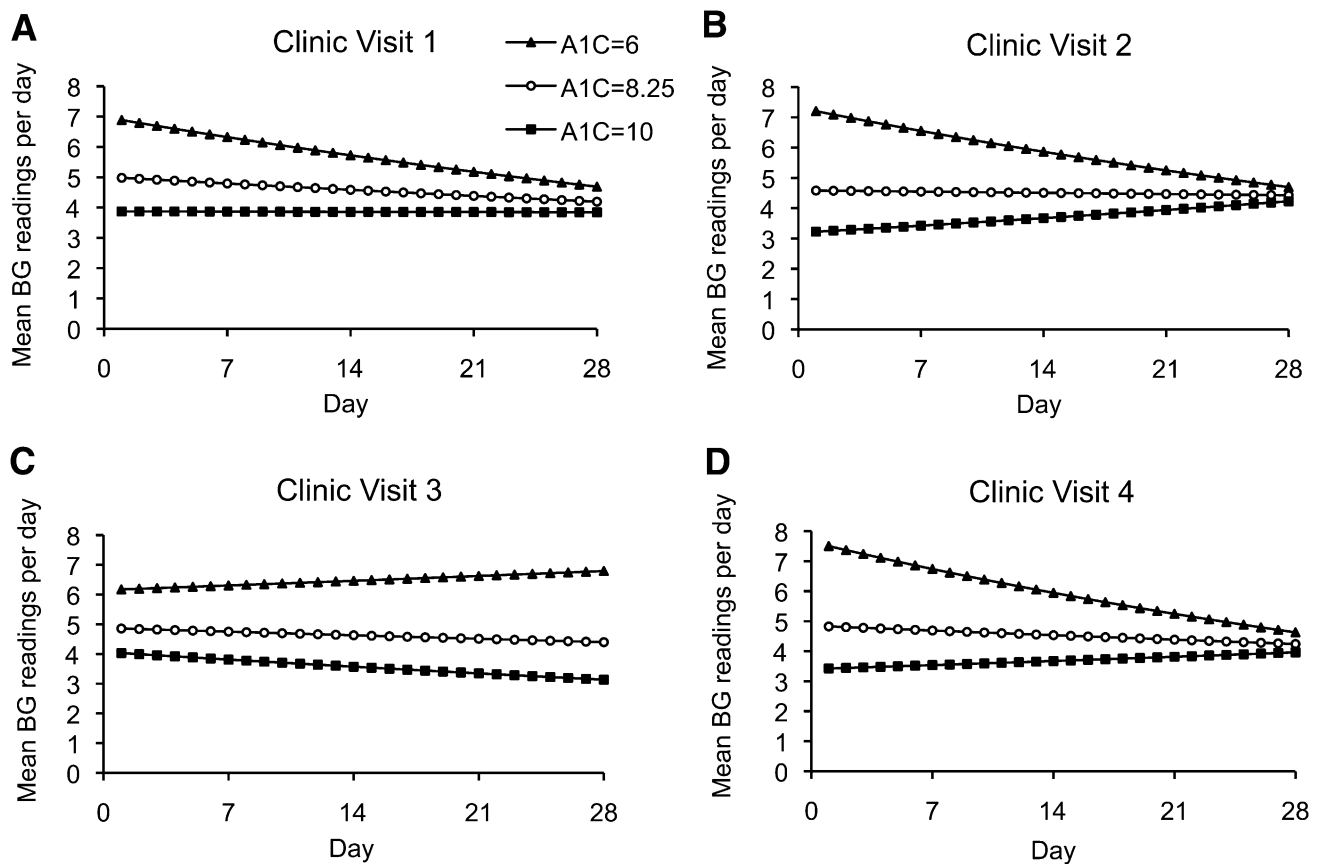 A
Clinic Visit 1
A1C=6
A1C=8.25
A1C=10
Mean BG readings per day
8
7
6
5
4
3
2
1
0
0 7 14 21 28
Day
B
Clinic Visit 2
Mean BG readings per day
8
7
6
5
4
3
2
1
0
0 7 14 21 28
Day
C
Clinic Visit 3
Mean BG readings per day
8
7
6
5
4
3
2
1
0
0 7 14 21 28
Day
D
Clinic Visit 4
Mean BG readings per day
8
7
6
5
4
3
2
1
0
0 7 14 21 28
Day